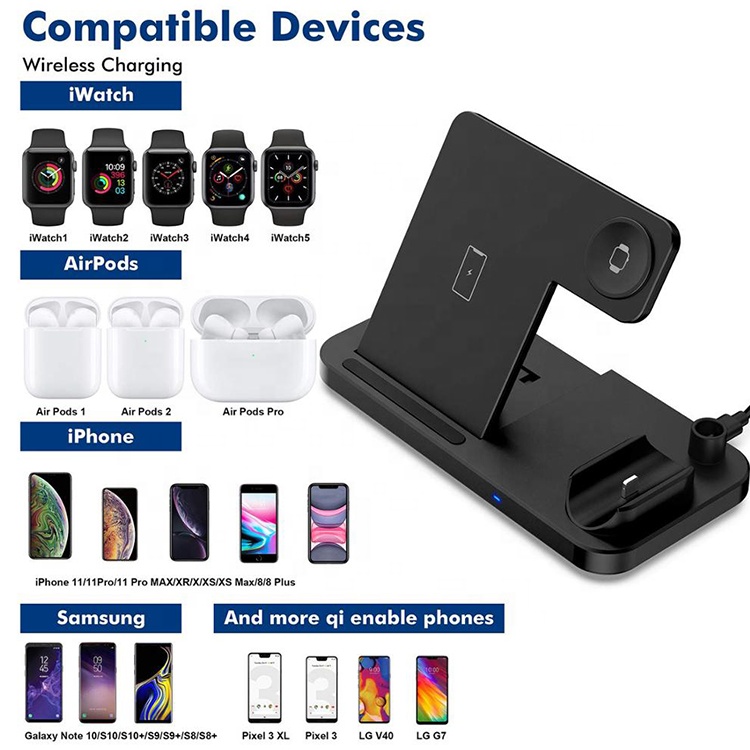 Compatible Devices
Wireless Charging
iWatch
10:09
iWatch1 iWatch2 iWatch3 iWatch4 iWatch5
AirPods
Air Pods 1 Air Pods 2 Air Pods Pro
iPhone
iPhone 11/11Pro/11 Pro MAX/XR/X/XS/XS Max/8/8 Plus
Samsung And more qi enable phones
Galaxy Note 10/S10/S10+/S9/S9+/S8/S8+ Pixel 3 XL Pixel 3 LG V40 LG G7